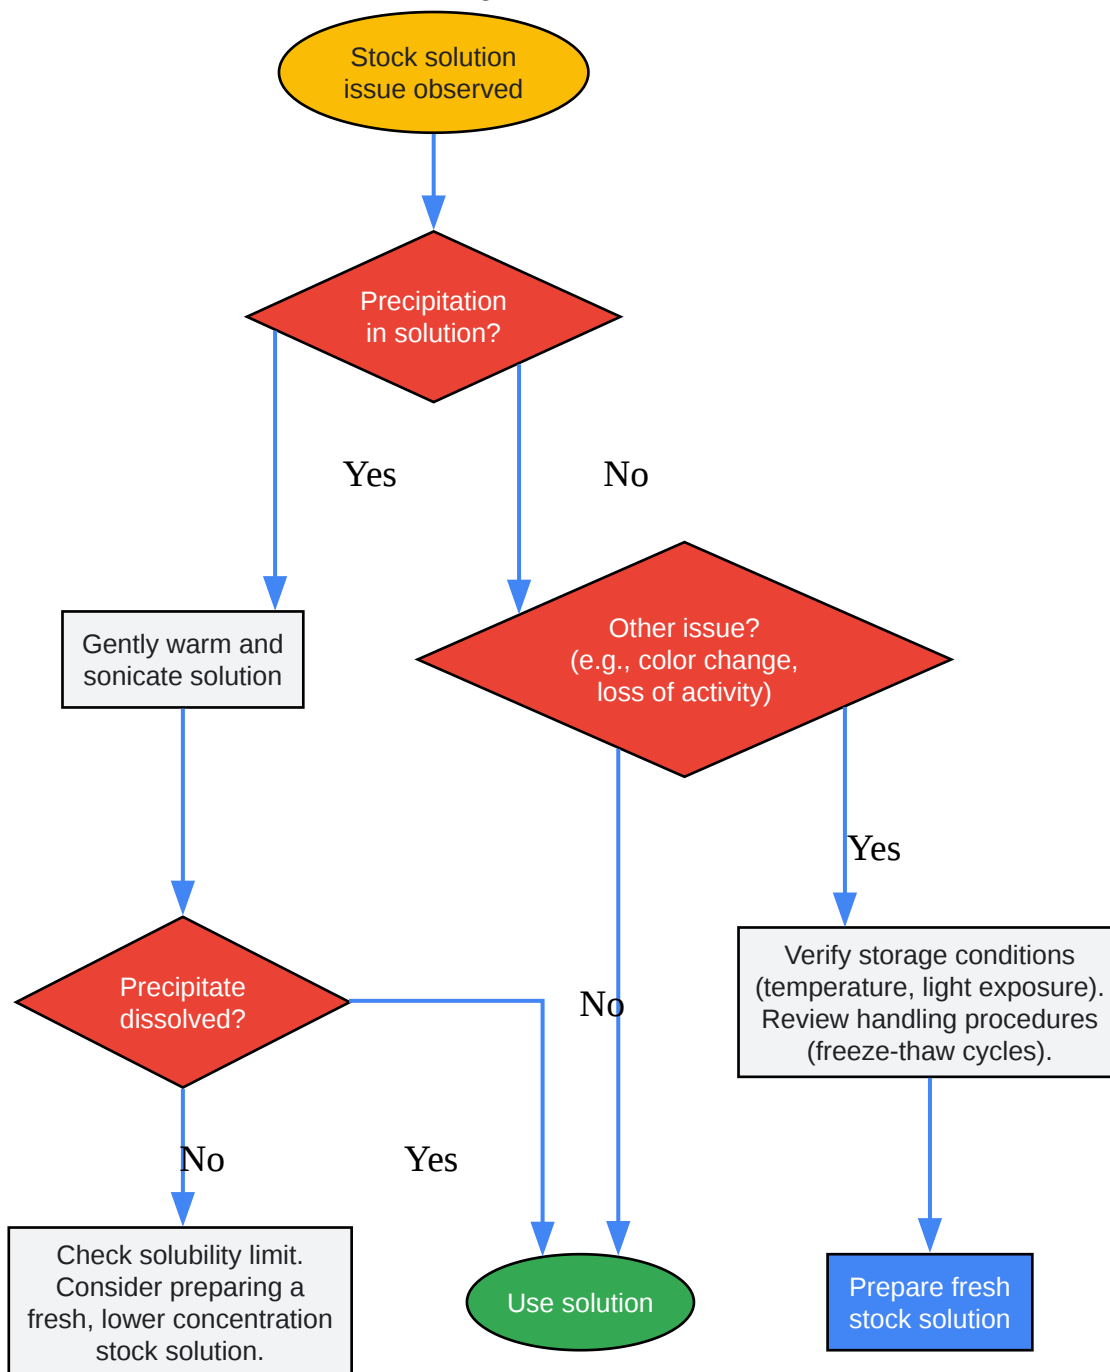 Stock solution
issue observed
Precipitation
in solution?
Yes
No
Gently warm and
sonicate solution
Other issue?
(e.g., color change,
loss of activity)
Yes
Precipitate
dissolved?
No
Verify storage conditions
(temperature, light exposure).
Review handling procedures
(freeze-thaw cycles).
No
Yes
Check solubility limit.
Consider preparing a
fresh, lower concentration
stock solution.
Use solution
Prepare fresh
stock solution